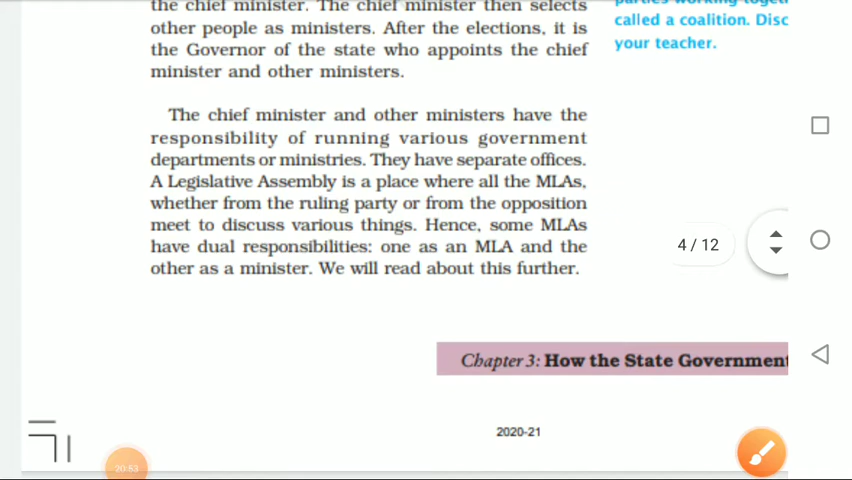 the chief minister. The chief minister then selects
other people as ministers. After the elections, it is
the Governor of the state who appoints the chief
minister and other ministers.
The chief minister and other ministers have the
responsibility of running various government
departments or ministries. They have separate offices.
A Legislative Assembly is a place where all the MLAs,
whether from the ruling party or from the opposition
meet to discuss various things. Hence, some MLAs
have dual responsibilities: one as an MLA and the
other as a minister. We will read about this further.
parties working together
called a coalition. Disc
your teacher.
4 / 12
Chapter 3: How the State Government
2020-21
20:53